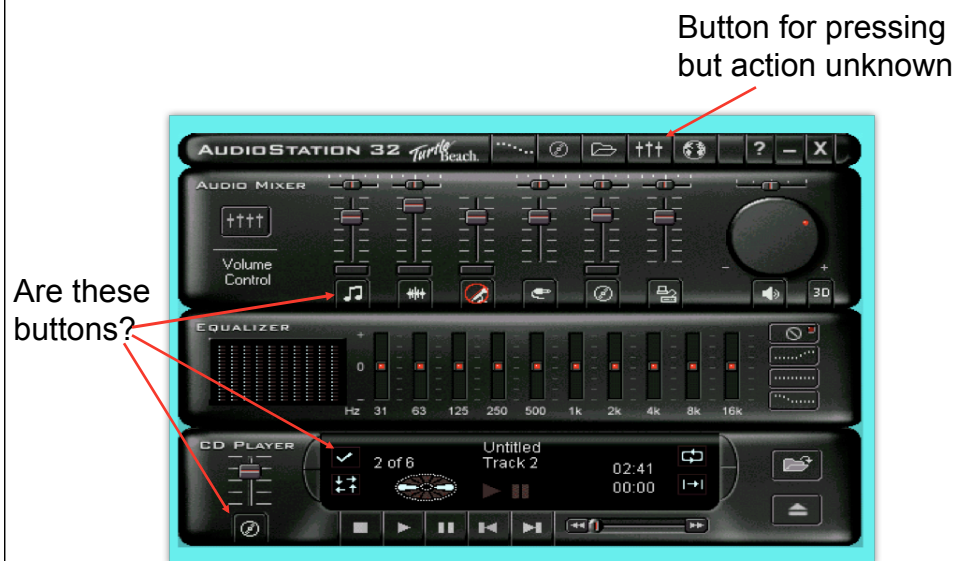 Button for pressing
but action unknown
AUDIOSTATION 32 Turtle Beach. ? – X
AUDIO MIXER
Volume
Control
- +
3D
Are these
buttons?
EQUALIZER
+
0
-
Hz 31 63 125 250 500 1k 2k 4k 8k 16k
CD PLAYER
Untitled
2 of 6 Track 2
02:41
00:00